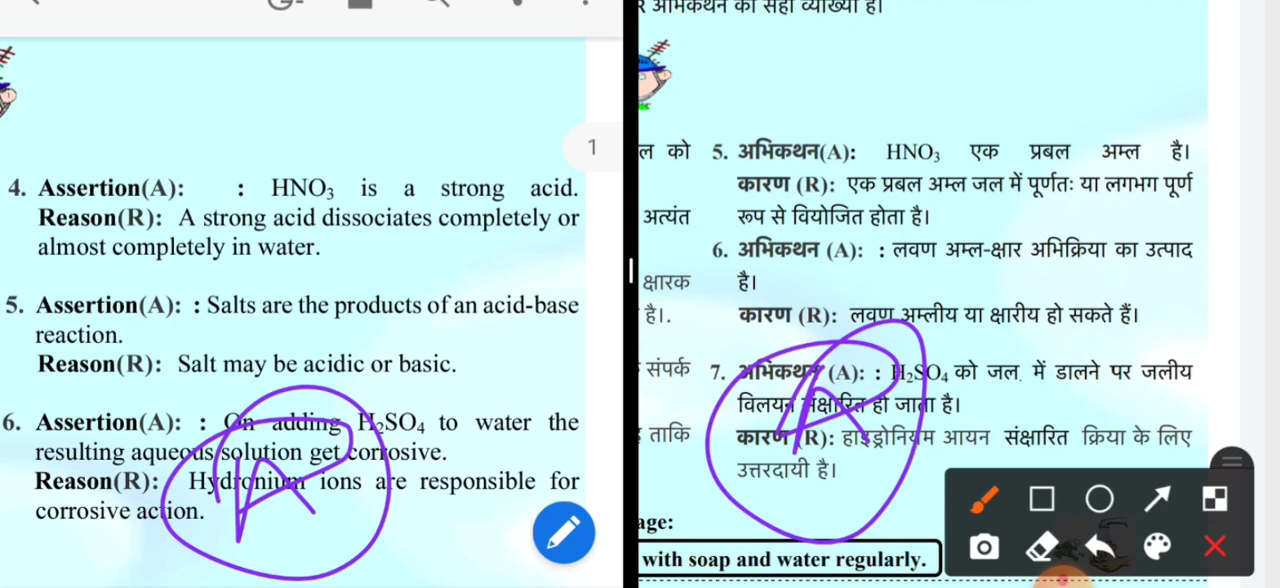 1
4. Assertion(A): : HNO₃ is a strong acid.
Reason(R): A strong acid dissociates completely or
almost completely in water.
5. Assertion(A): : Salts are the products of an acid-base
reaction.
Reason(R): Salt may be acidic or basic.
6. Assertion(A): : On adding H₂SO₄ to water the
resulting aqueous solution get corrosive.
Reason(R): Hydronium ions are responsible for
corrosive action.
A
र अभिकथन की सही व्याख्या है।
ल को
अत्यंत
क्षारक
है।.
संपर्क
ताकि
5. अभिकथन(A): HNO₃ एक प्रबल अम्ल है।
कारण (R): एक प्रबल अम्ल जल में पूर्णतः या लगभग पूर्ण
रूप से वियोजित होता है।
6. अभिकथन (A): : लवण अम्ल-क्षार अभिक्रिया का उत्पाद
है।
कारण (R): लवण अम्लीय या क्षारीय हो सकते हैं।
7. अभिकथन (A): : H₂SO₄ को जल में डालने पर जलीय
विलयन संक्षारित हो जाता है।
कारण (R): हाइड्रोनियम आयन संक्षारित क्रिया के लिए
उत्तरदायी है।
A
age:
with soap and water regularly.